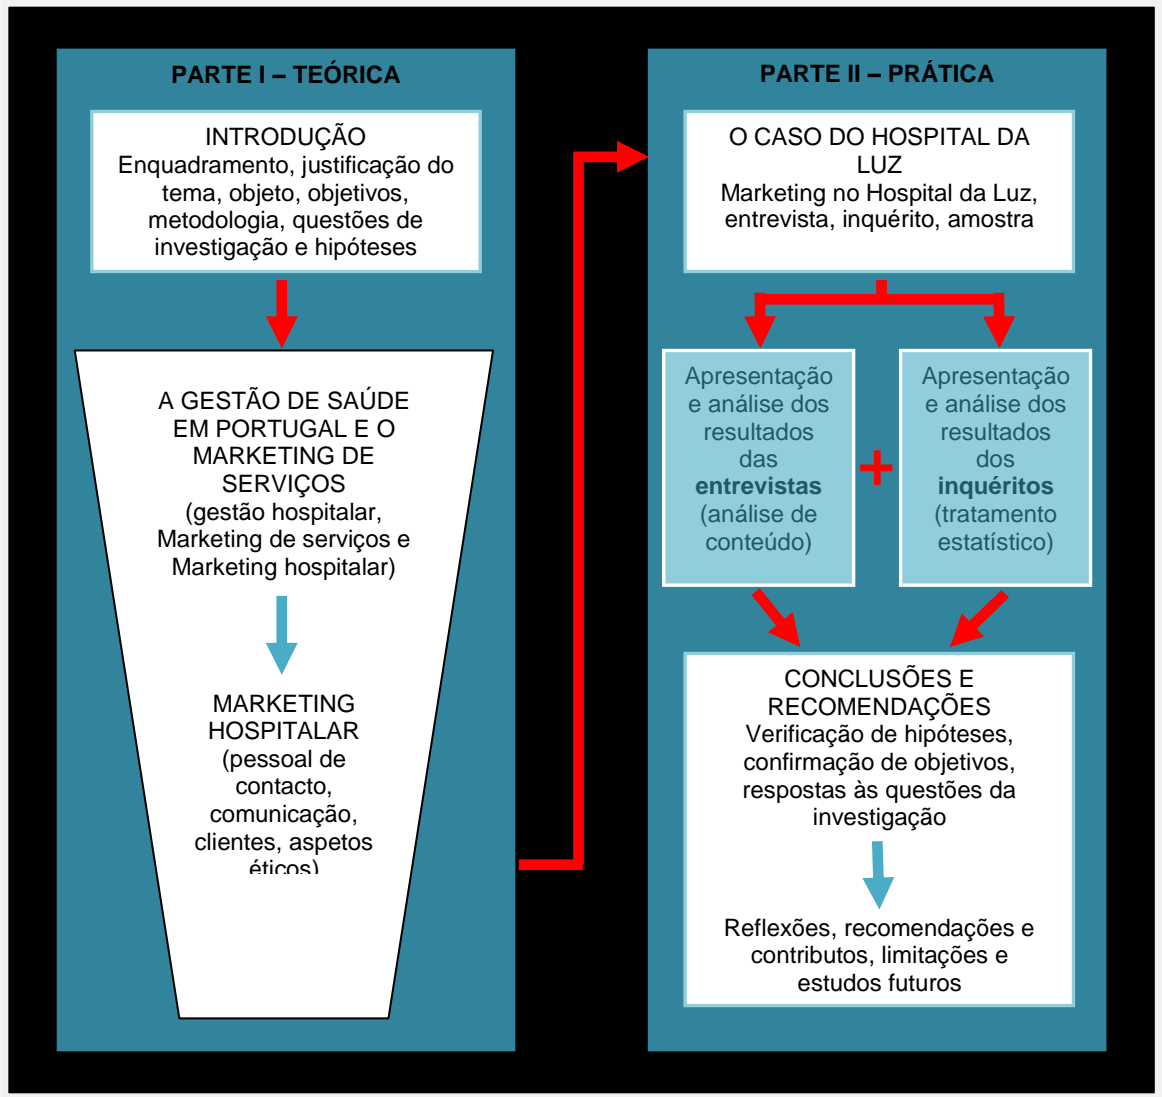 PARTE I – TEÓRICA
INTRODUÇÃO
Enquadramento, justificação do
tema, objeto, objetivos,
metodologia, questões de
investigação e hipóteses
A GESTÃO DE SAÚDE
EM PORTUGAL E O
MARKETING DE
SERVIÇOS
(gestão hospitalar,
Marketing de serviços e
Marketing hospitalar)
MARKETING
HOSPITALAR
(pessoal de
contacto,
comunicação,
clientes, aspetos
éticos)
PARTE II – PRÁTICA
O CASO DO HOSPITAL DA
LUZ
Marketing no Hospital da Luz,
entrevista, inquérito, amostra
Apresentação
e análise dos
resultados
das
entrevistas
(análise de
conteúdo)
+
Apresentação
e análise dos
resultados
dos
inquéritos
(tratamento
estatístico)
CONCLUSÕES E
RECOMENDAÇÕES
Verificação de hipóteses,
confirmação de objetivos,
respostas às questões da
investigação
Reflexões, recomendações e
contributos, limitações e
estudos futuros